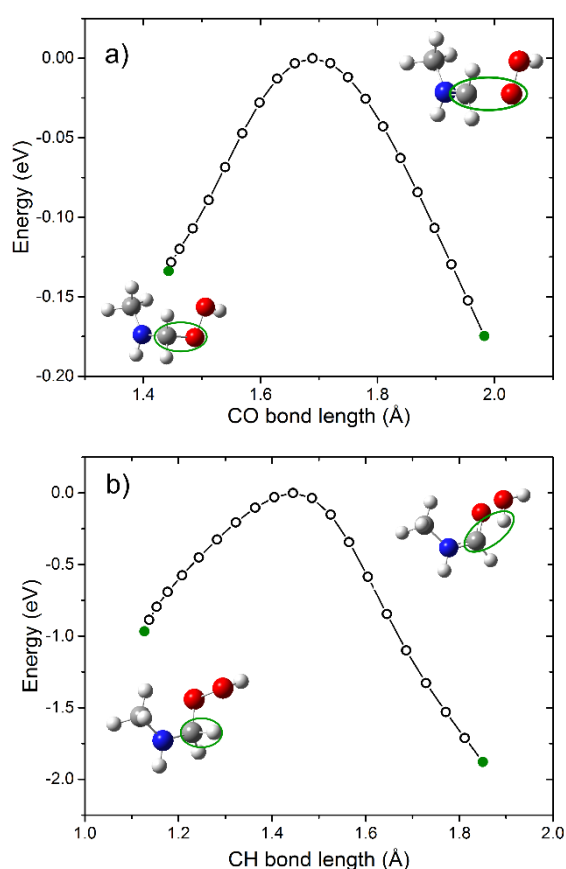 a)
0.00
-0.05
-0.10
-0.15
-0.20
Energy (eV)
1.4 1.6 1.8 2.0
CO bond length (Å)
b)
0.0
-0.5
-1.0
-1.5
-2.0
Energy (eV)
1.0 1.2 1.4 1.6 1.8 2.0
CH bond length (Å)